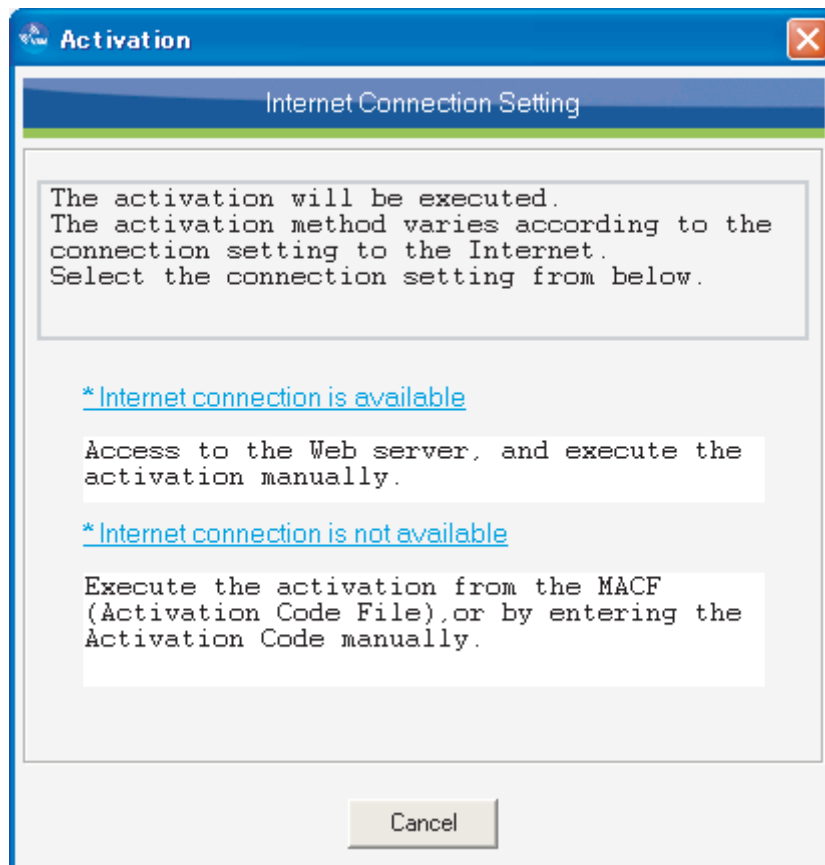 Activation
Internet Connection Setting
The activation will be executed.
The activation method varies according to the
connection setting to the Internet.
Select the connection setting from below.
* Internet connection is available
Access to the Web server, and execute the
activation manually.
* Internet connection is not available
Execute the activation from the MACF
(Activation Code File),or by entering the
Activation Code manually.
Cancel